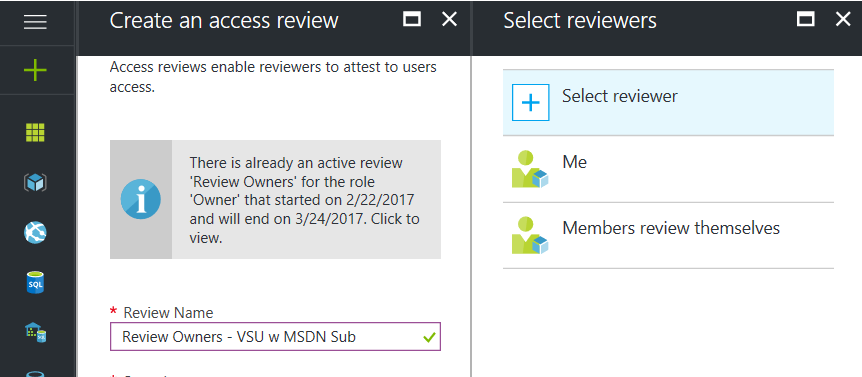 Create an access review
Access reviews enable reviewers to attest to users
access.
There is already an active review
'Review Owners' for the role
'Owner' that started on 2/22/2017
and will end on 3/24/2017. Click to
view.
* Review Name
Review Owners - VSU w MSDN Sub
Select reviewers
Select reviewer
Me
Members review themselves
SQL